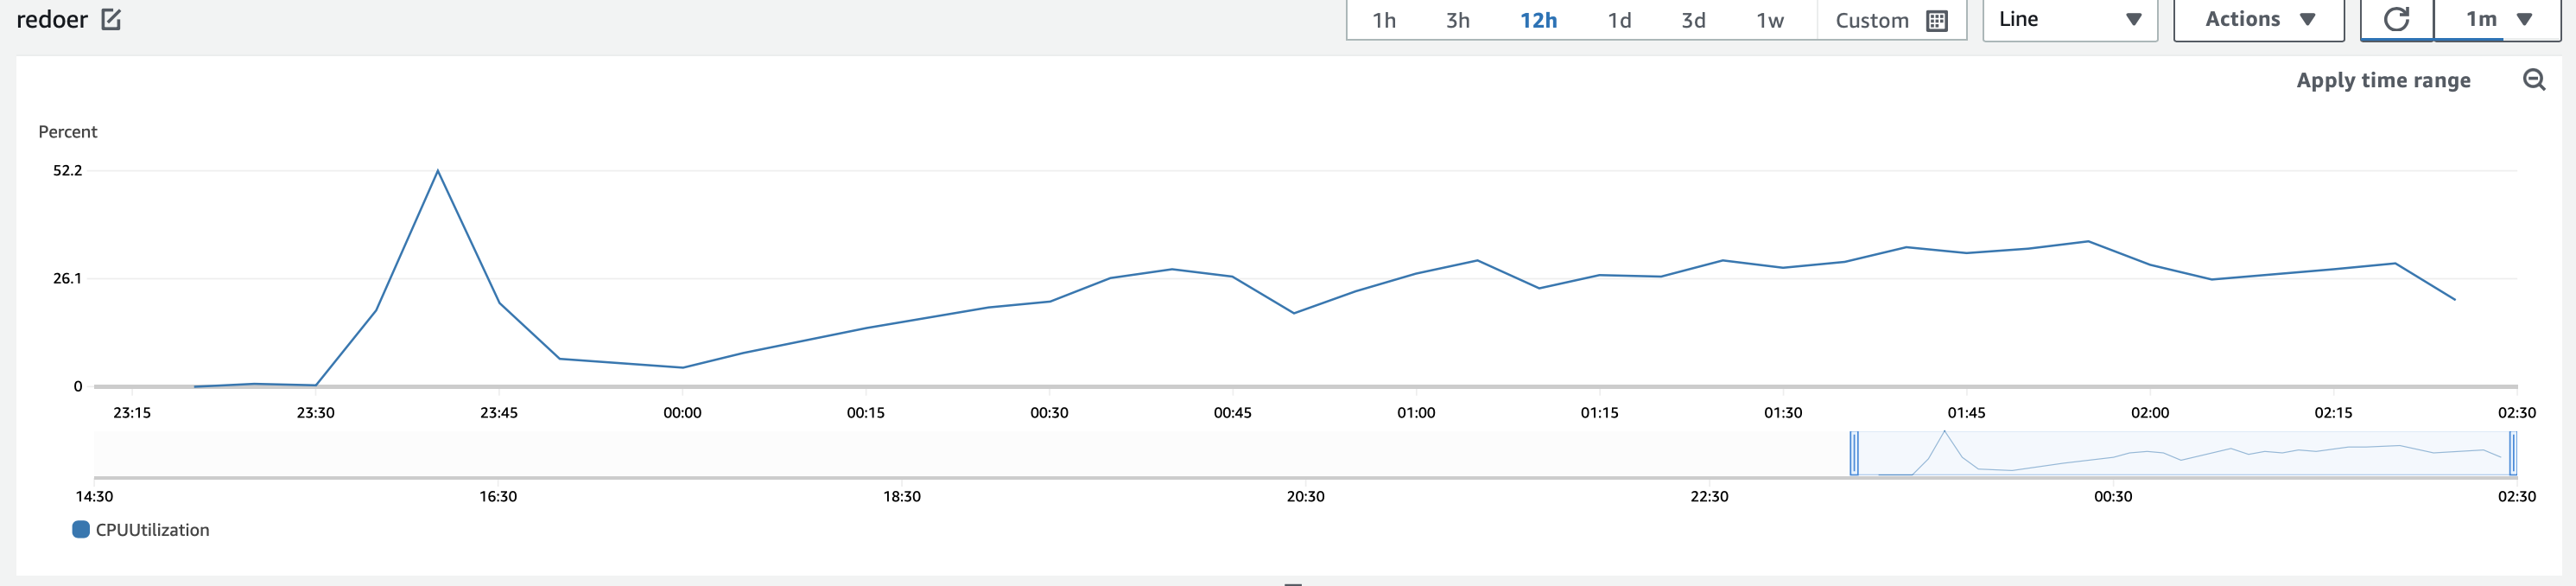 redoer 1h 3h 12h 1d 3d 1w Custom Line Actions 1m
Apply time range
Percent
52.2
26.1
0
23:15 23:30 23:45 00:00 00:15 00:30 00:45 01:00 01:15 01:30 01:45 02:00 02:15 02:30
14:30 16:30 18:30 20:30 22:30 00:30 02:30
CPUUtilization